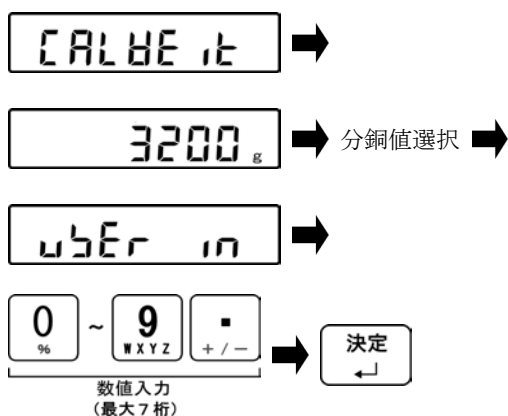 CALWEit
3200 g
分銅値選択
uSEr in
0 % ~ 9 WXYZ . +/−
決定
数値入力
(最大7桁)